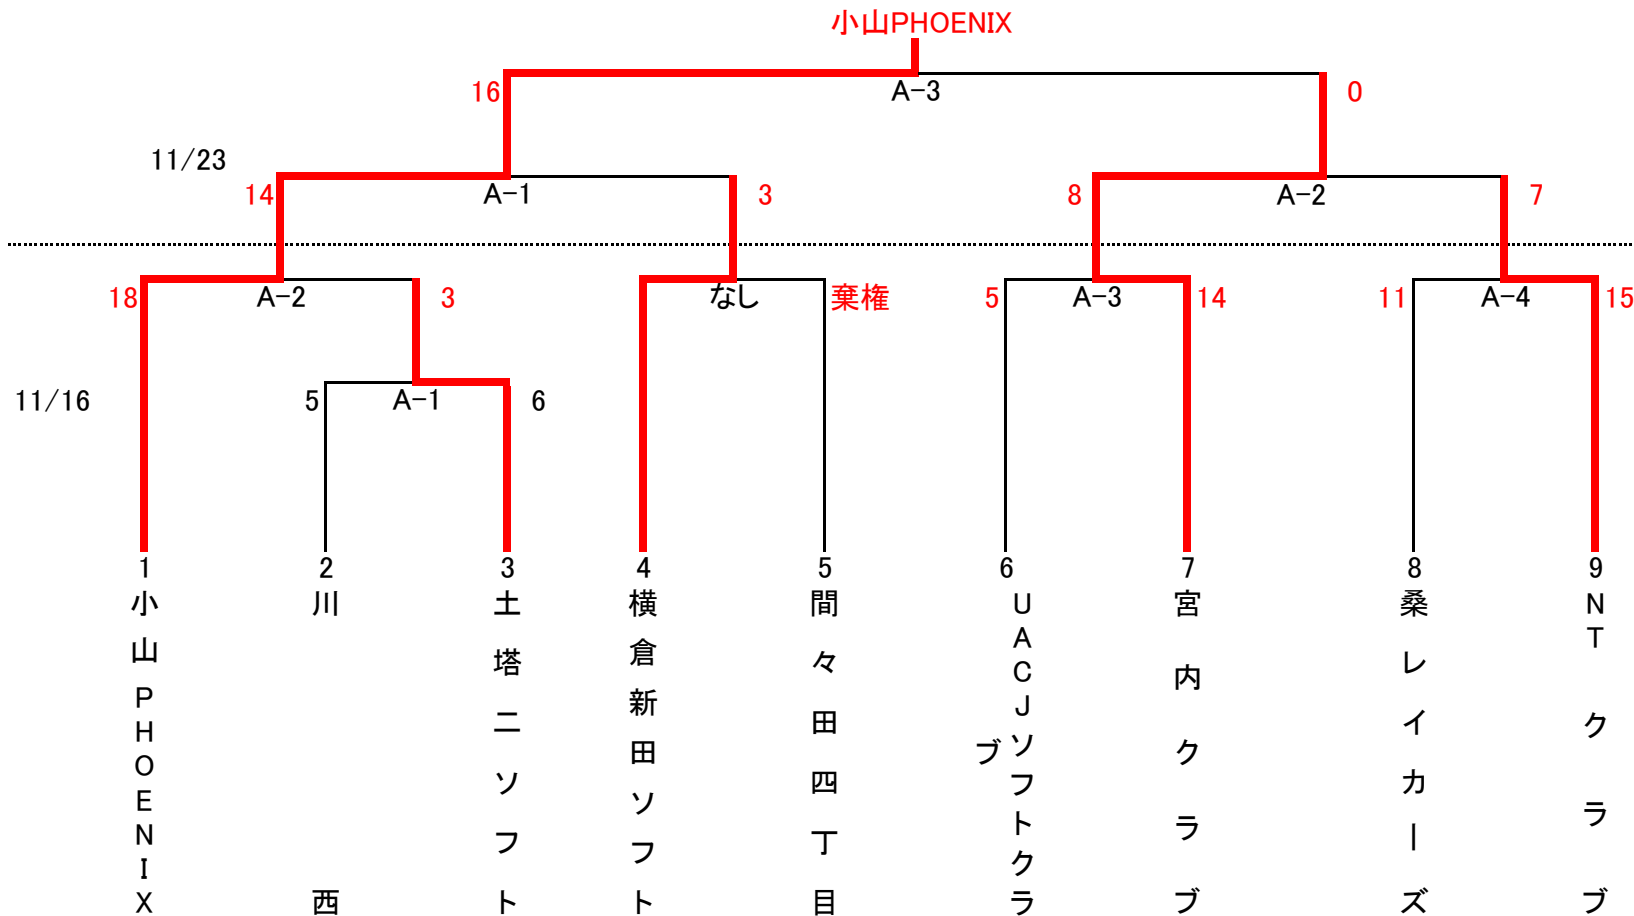 小山PHOENIX
16 A-3 0
11/23
14 A-1 3 8 A-2 7
18 A-2 3 なし 棄権 5 A-3 14 11 A-4 15
11/16 5 A-1 6
1 2 3 4 5 6 7 8 9
小山PHOENIX
川西
土塔二ソフト
横倉新田ソフト
間々田四丁目
UACJソフトクラブ
宮内クラブ
桑レイカーズ
NTクラブ